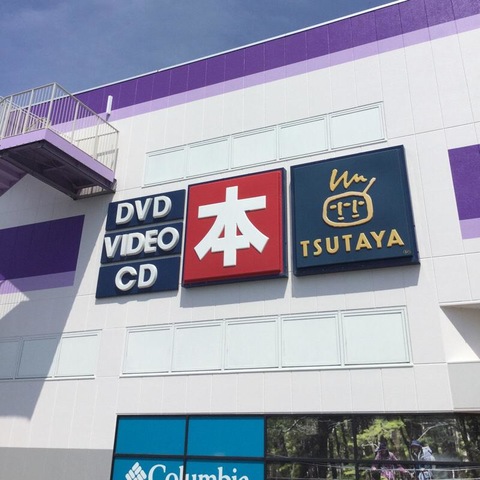 DVD
VIDEO
CD
本
TSUTAYA
Columbia